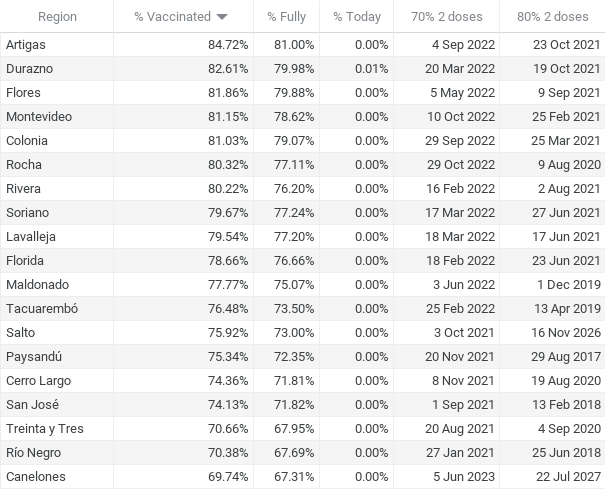 Region % Vaccinated % Fully % Today 70% 2 doses 80% 2 doses
Artigas 84.72% 81.00% 0.00% 4 Sep 2022 23 Oct 2021
Durazno 82.61% 79.98% 0.01% 20 Mar 2022 19 Oct 2021
Flores 81.86% 79.88% 0.00% 5 May 2022 9 Sep 2021
Montevideo 81.15% 78.62% 0.00% 10 Oct 2022 25 Feb 2021
Colonia 81.03% 79.07% 0.00% 29 Sep 2022 25 Mar 2021
Rocha 80.32% 77.11% 0.00% 29 Oct 2022 9 Aug 2020
Rivera 80.22% 76.20% 0.00% 16 Feb 2022 2 Aug 2021
Soriano 79.67% 77.24% 0.00% 17 Mar 2022 27 Jun 2021
Lavalleja 79.54% 77.20% 0.00% 18 Mar 2022 17 Jun 2021
Florida 78.66% 76.66% 0.00% 18 Feb 2022 23 Jun 2021
Maldonado 77.77% 75.07% 0.00% 3 Jun 2022 1 Dec 2019
Tacuarembó 76.48% 73.50% 0.00% 25 Feb 2022 13 Apr 2019
Salto 75.92% 73.00% 0.00% 3 Oct 2021 16 Nov 2026
Paysandú 75.34% 72.35% 0.00% 20 Nov 2021 29 Aug 2017
Cerro Largo 74.36% 71.81% 0.00% 8 Nov 2021 19 Aug 2020
San José 74.13% 71.82% 0.00% 1 Sep 2021 13 Feb 2018
Treinta y Tres 70.66% 67.95% 0.00% 20 Aug 2021 4 Sep 2020
Río Negro 70.38% 67.69% 0.00% 27 Jan 2021 25 Jun 2018
Canelones 69.74% 67.31% 0.00% 5 Jun 2023 22 Jul 2027